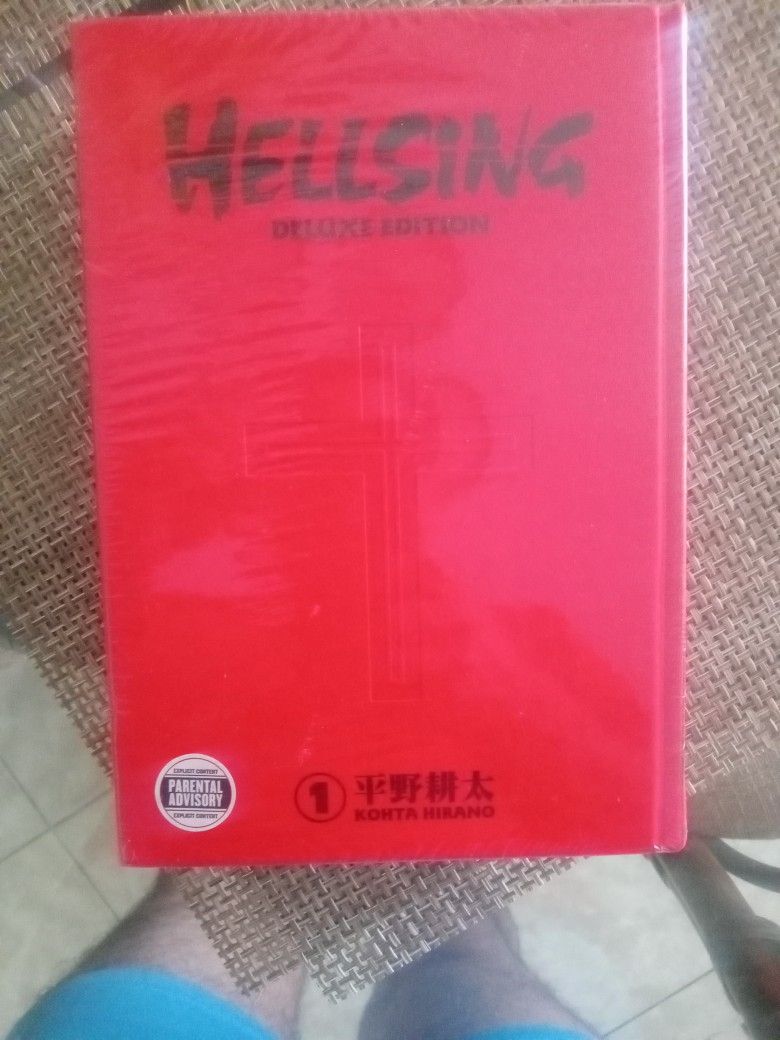 HELLSING
DELUXE EDITION
EXPLICIT CONTENT
PARENTAL
ADVISORY
EXPLICIT CONTENT
1 平野耕太
KOHTA HIRANO